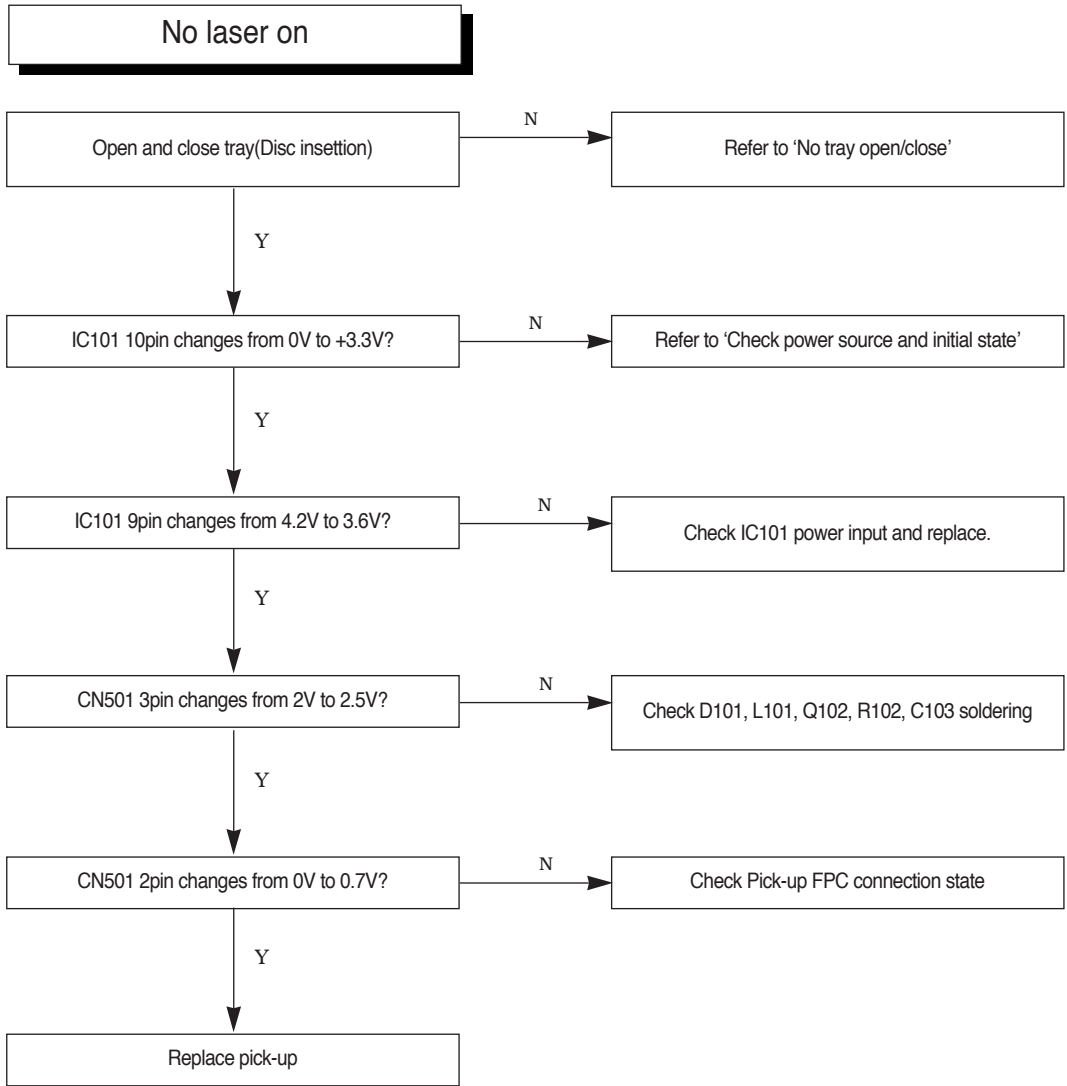 No laser on
Open and close tray(Disc insettion)
N
Refer to ‘No tray open/close’
Y
IC101 10pin changes from 0V to +3.3V?
N
Refer to ‘Check power source and initial state’
Y
IC101 9pin changes from 4.2V to 3.6V?
N
Check IC101 power input and replace.
Y
CN501 3pin changes from 2V to 2.5V?
N
Check D101, L101, Q102, R102, C103 soldering
Y
CN501 2pin changes from 0V to 0.7V?
N
Check Pick-up FPC connection state
Y
Replace pick-up